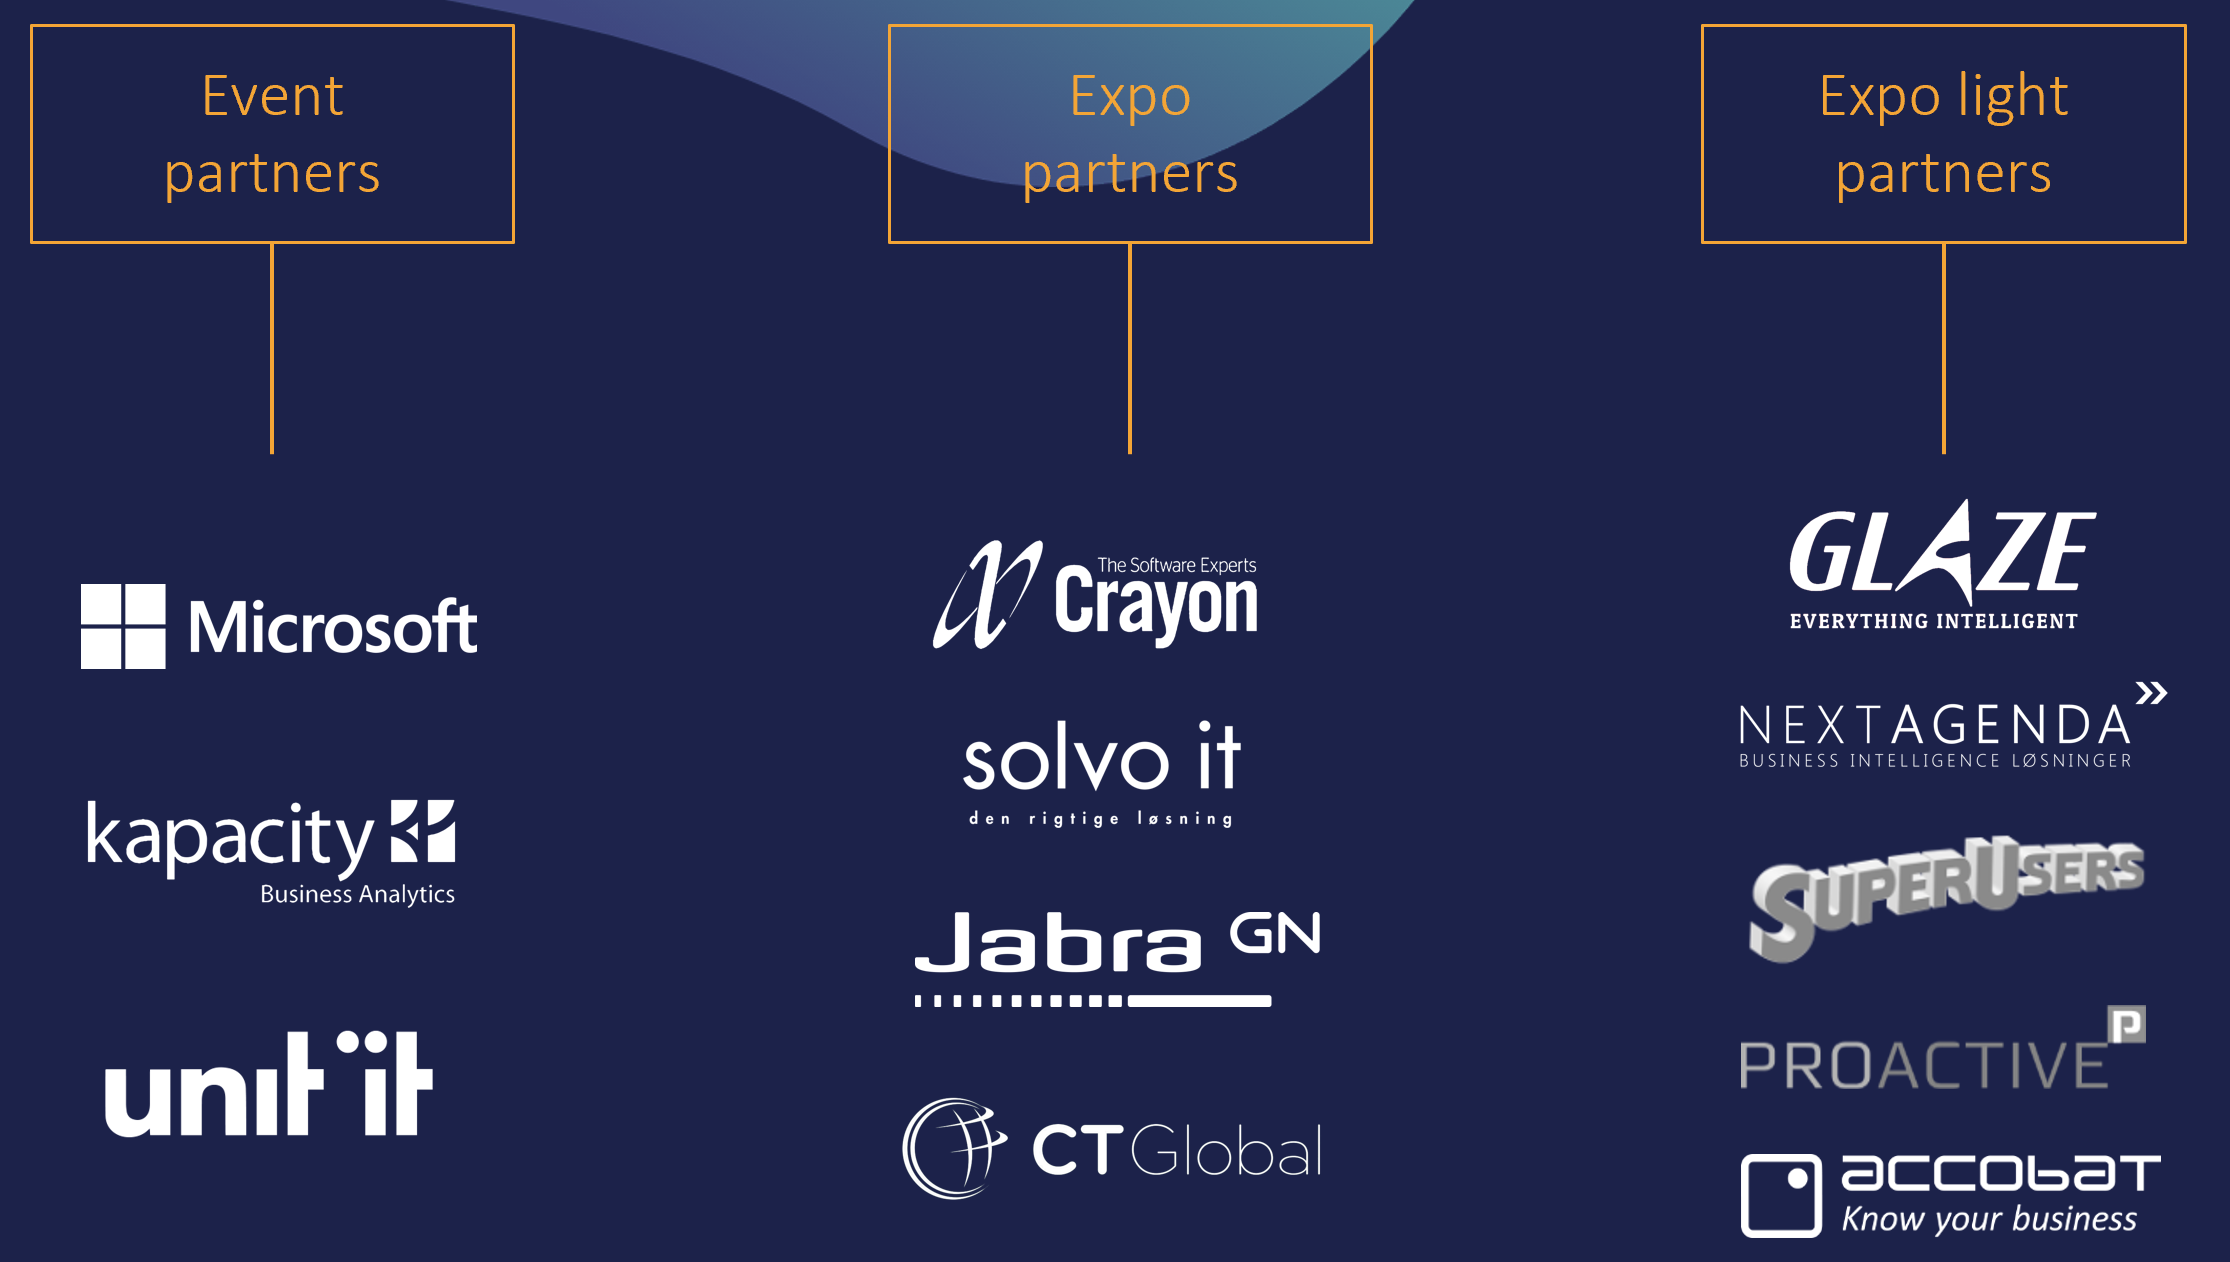 Event
partners
Expo
partners
Expo light
partners
Microsoft
kapacity
Business Analytics
unit it
The Software Experts
Crayon
solvo it
den rigtige løsning
Jabra GN
CTGlobal
GLAZE
EVERYTHING INTELLIGENT
NEXTAGENDA
BUSINESS INTELLIGENCE LØSNINGER
SUPERUSERS
PROACTIVE P
accobat
Know your business